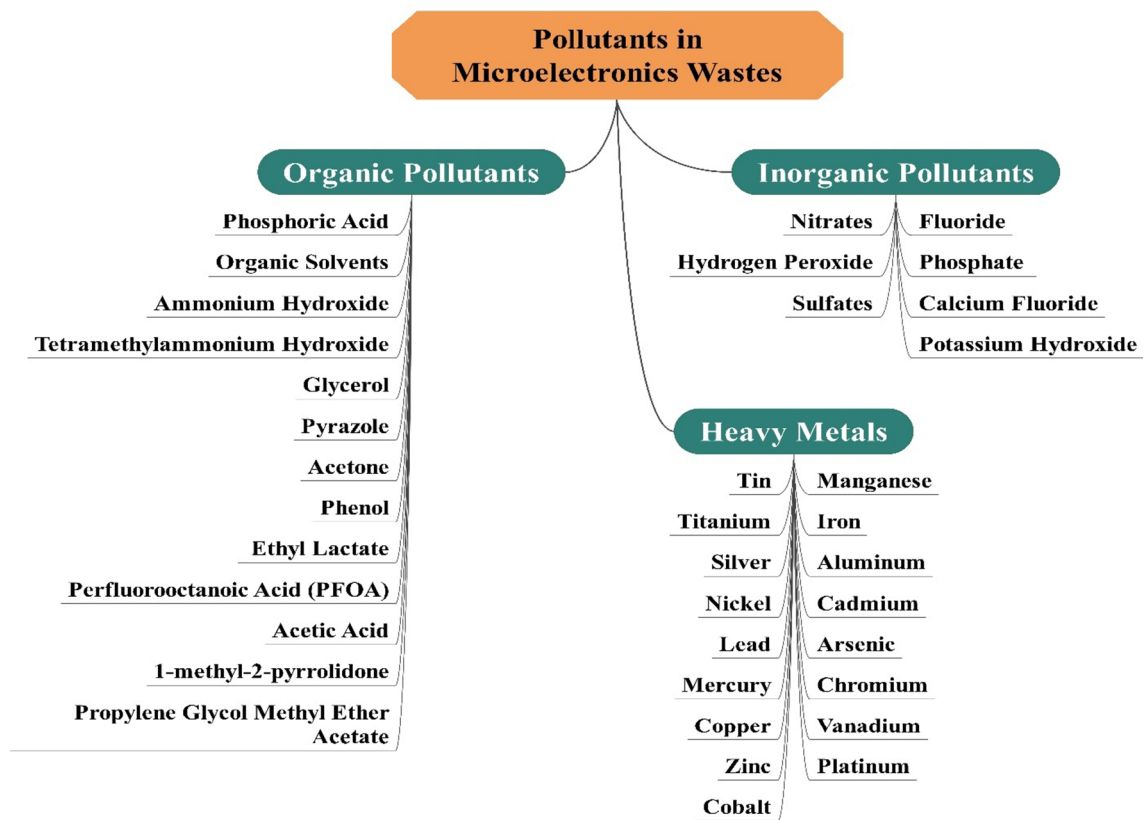 Pollutants in
Microelectronics Wastes
Organic Pollutants
Phosphoric Acid
Organic Solvents
Ammonium Hydroxide
Tetramethylammonium Hydroxide
Glycerol
Pyrazole
Acetone
Phenol
Ethyl Lactate
Perfluorooctanoic Acid (PFOA)
Acetic Acid
1-methyl-2-pyrrolidone
Propylene Glycol Methyl Ether
Acetate
Inorganic Pollutants
Nitrates
Hydrogen Peroxide
Sulfates
Fluoride
Phosphate
Calcium Fluoride
Potassium Hydroxide
Heavy Metals
Tin
Titanium
Silver
Nickel
Lead
Mercury
Copper
Zinc
Cobalt
Manganese
Iron
Aluminum
Cadmium
Arsenic
Chromium
Vanadium
Platinum